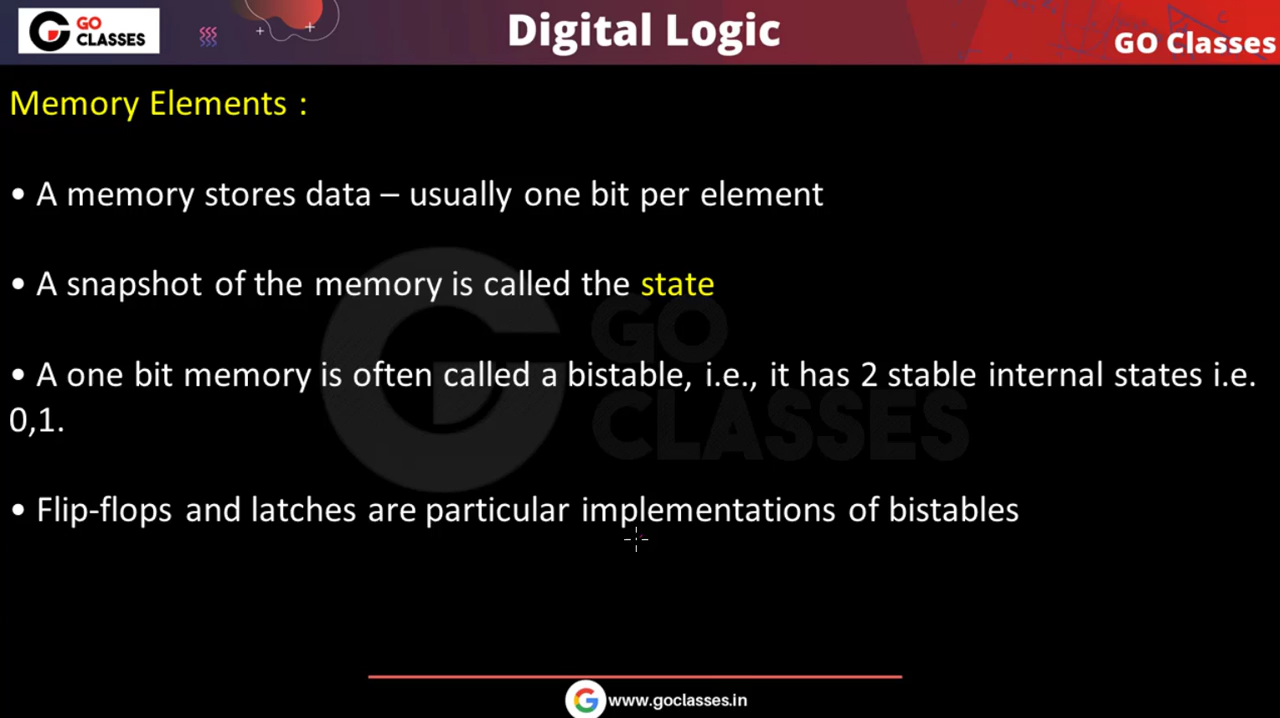 GO
CLASSES
Digital Logic
GO Classes
Memory Elements :
• A memory stores data – usually one bit per element
• A snapshot of the memory is called the state
• A one bit memory is often called a bistable, i.e., it has 2 stable internal states i.e.
0,1.
• Flip-flops and latches are particular implementations of bistables
GO
CLASSES
www.goclasses.in